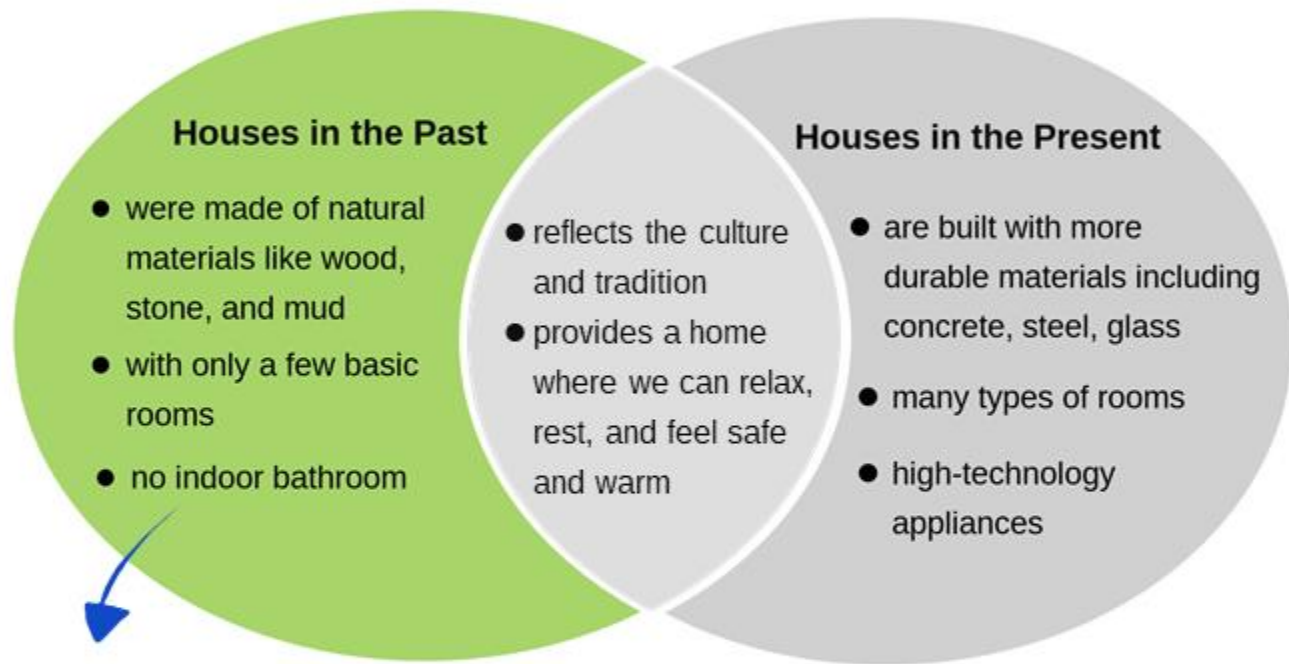 Houses in the Past
● were made of natural
materials like wood,
stone, and mud
● with only a few basic
rooms
● no indoor bathroom
● reflects the culture
and tradition
● provides a home
where we can relax,
rest, and feel safe
and warm
Houses in the Present
● are built with more
durable materials including
concrete, steel, glass
● many types of rooms
● high-technology
appliances